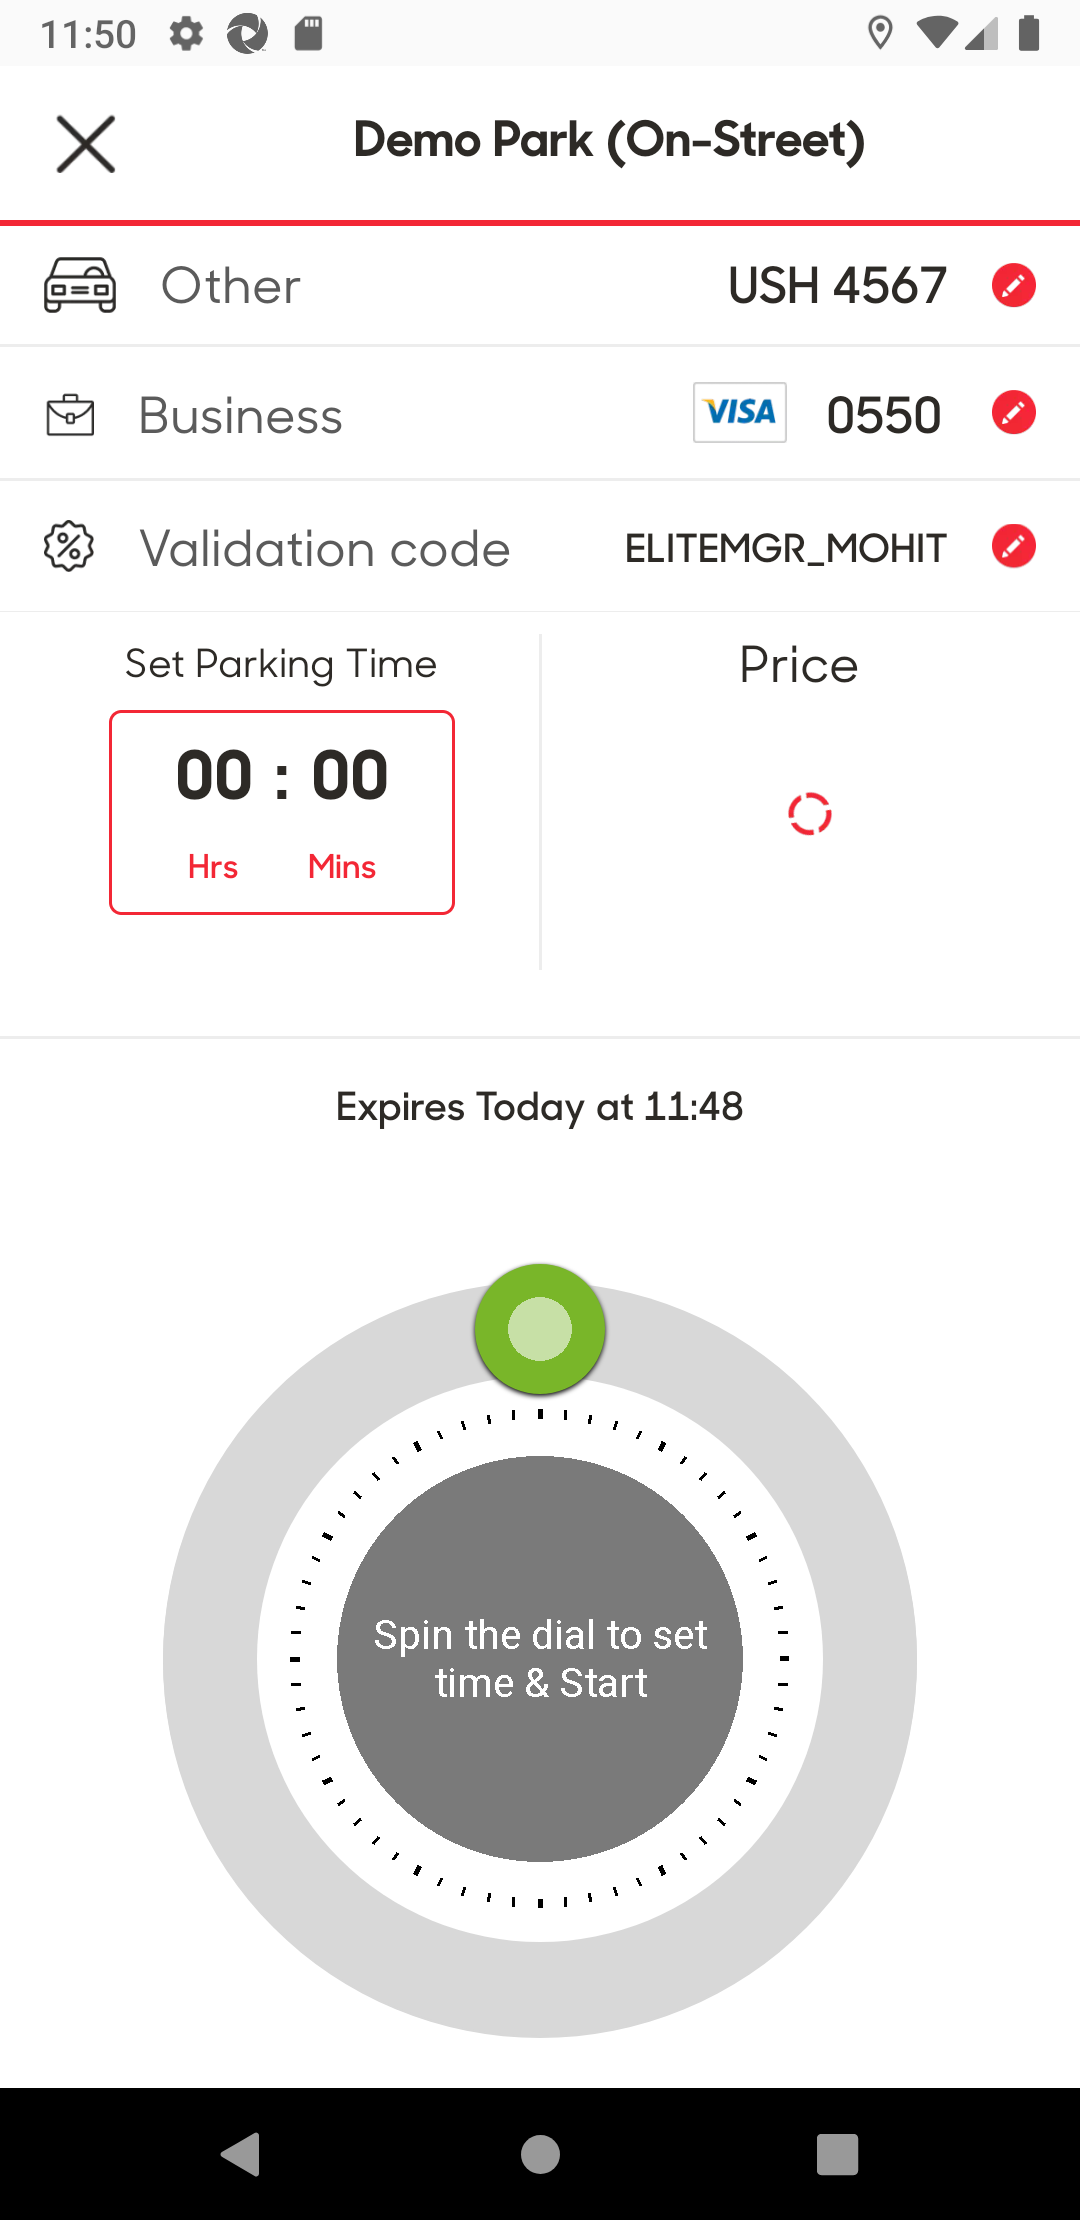 11:50
Demo Park (On-Street)
Other USH 4567
Business VISA 0550
Validation code ELITEMGR_MOHIT
Set Parking Time Price
00 : 00
Hrs Mins
Expires Today at 11:48
Spin the dial to set
time & Start